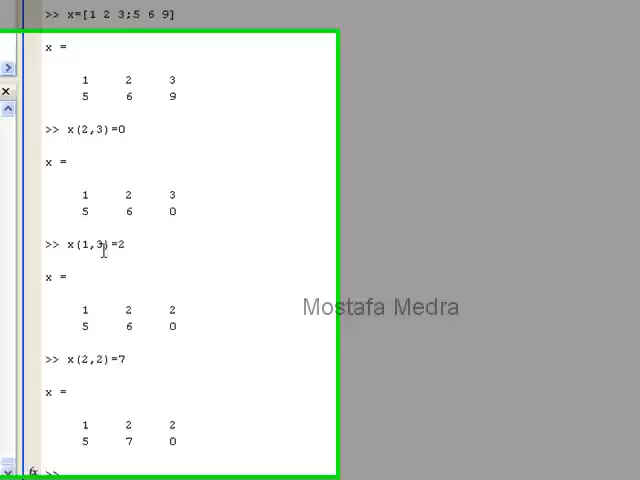 >> x=[1 2 3;5 6 9]
x =
1 2 3
5 6 9
>> x(2,3)=0
x =
1 2 3
5 6 0
>> x(1,3)=2
x =
1 2 2
5 6 0
Mostafa Medra
>> x(2,2)=7
x =
1 2 2
5 7 0
fx >>